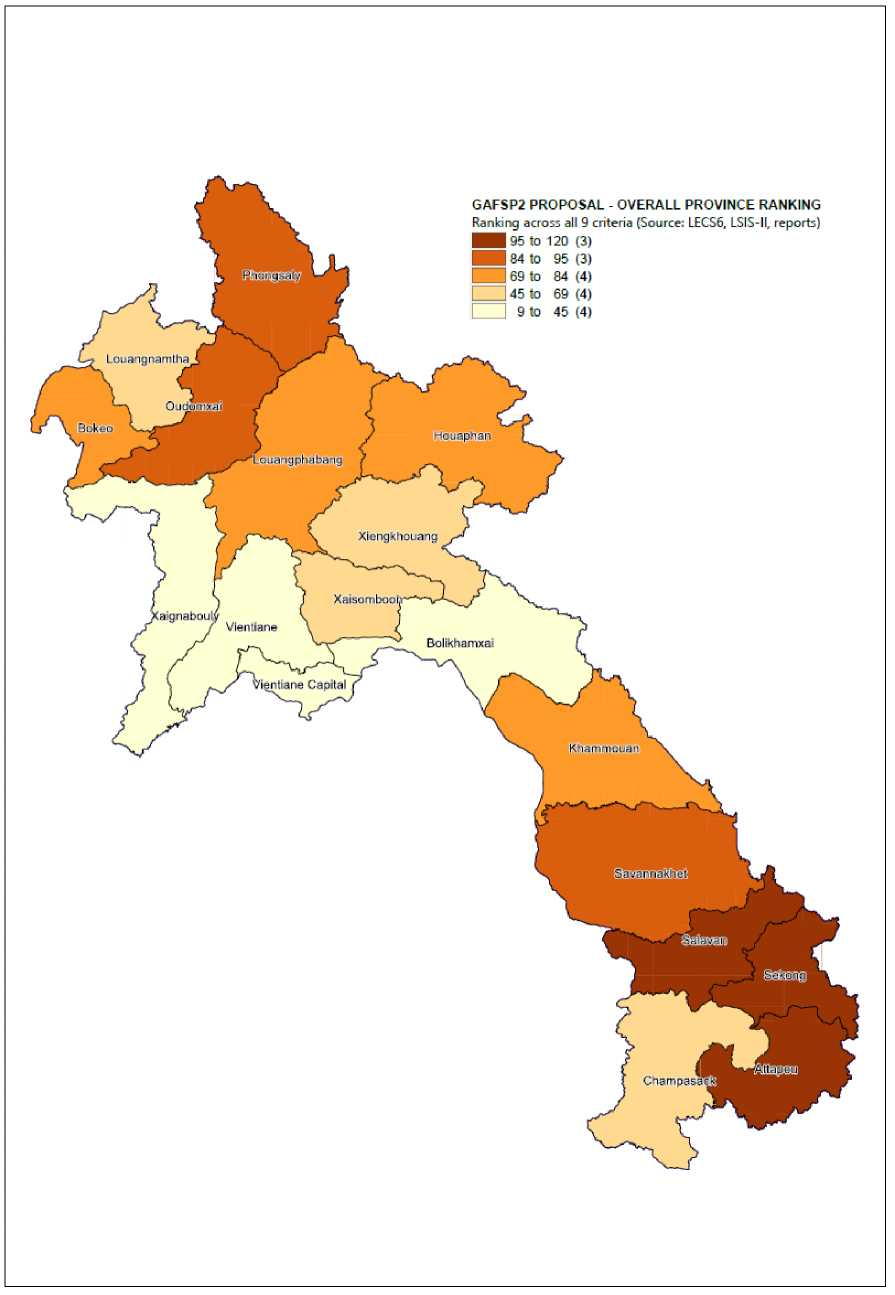 GAFSP2 PROPOSAL - OVERALL PROVINCE RANKING
Ranking across all 9 criteria (Source: LECS6, LSIS-II, reports)
95 to 120 (3)
84 to 95 (3)
69 to 84 (4)
45 to 69 (4)
9 to 45 (4)
Phongsaly
Louangnamtha
Oudomxai
Bokeo
Houaphan
Louangphabang
Xiengkhouang
Xaisomboon
Xaignabouly
Vientiane
Bolikhamxai
Vientiane Capital
Khammouan
Savannakhet
Salavan
Sekong
Attapeu
Champasack